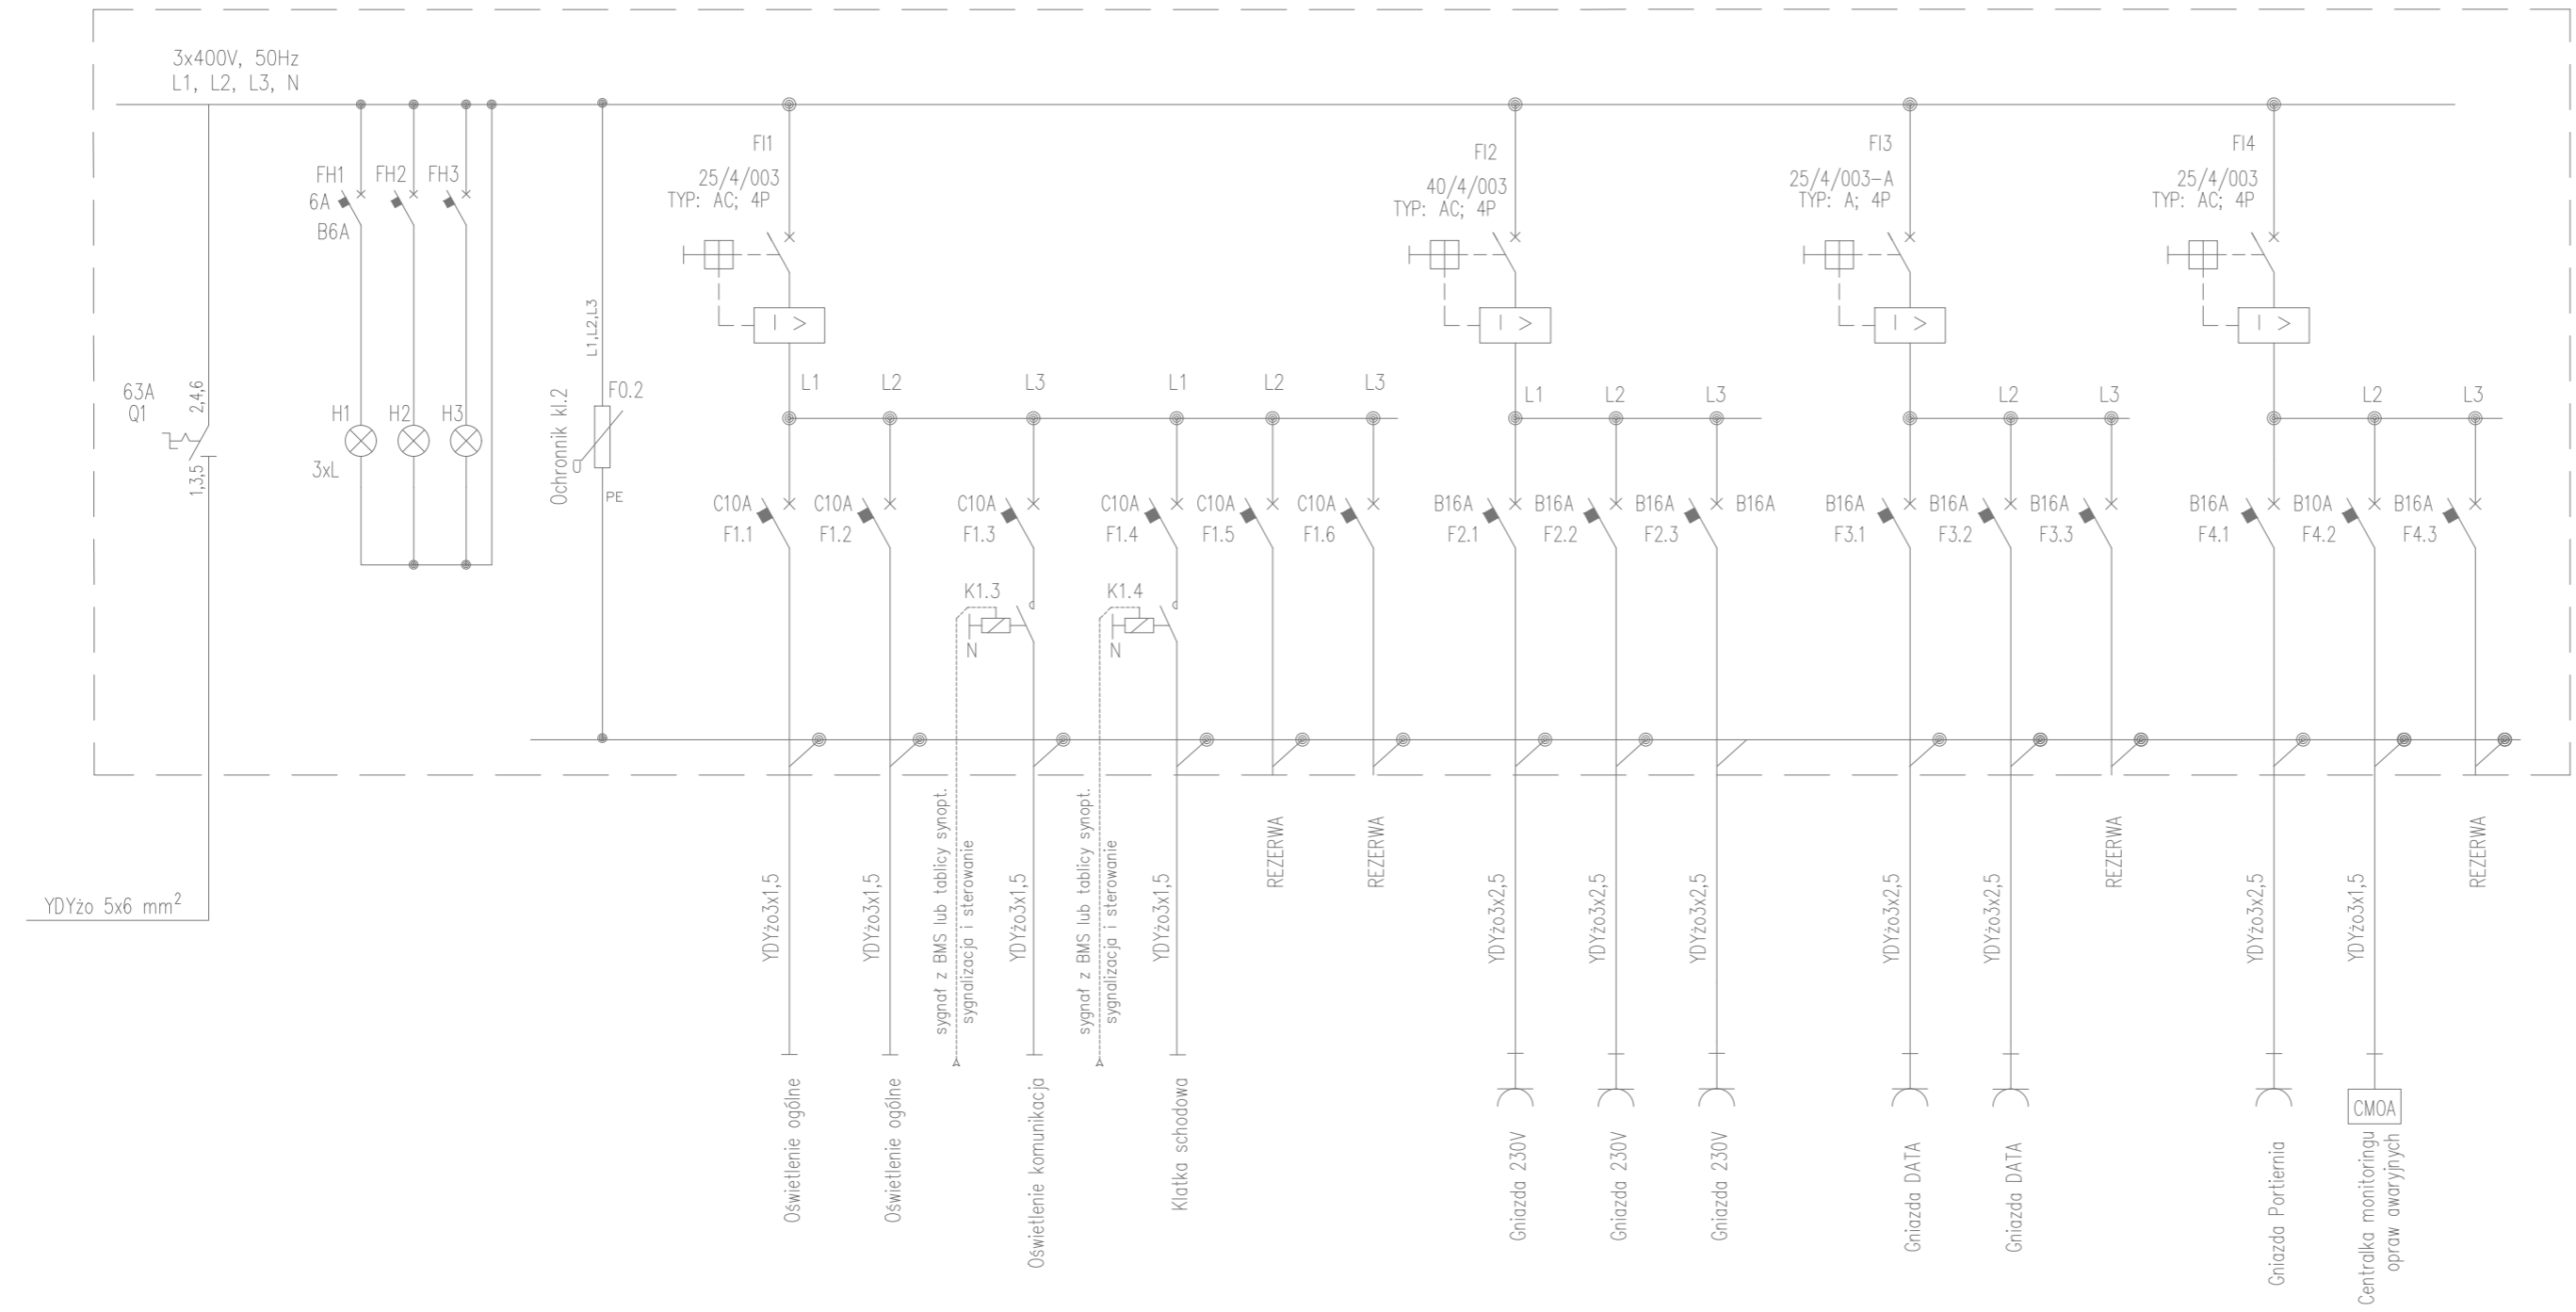 3x400V, 50Hz
L1, L2, L3, N
FH1
FH2
FH3
6A
B6A
63A
Q1
2,4,6
1,3,5
H1
H2
H3
3xL
L1,L2,L3
F0.2
Ochronnik kl.2
PE
YDYżo 5x6 mm²
FI1
25/4/003
TYP: AC; 4P
I >
FI2
40/4/003
TYP: AC; 4P
I >
FI3
25/4/003-A
TYP: A; 4P
I >
FI4
25/4/003
TYP: AC; 4P
I >
L1
L2
L3
L1
L2
L3
L1
L2
L3
L2
L3
L2
L3
C10A
F1.1
C10A
F1.2
C10A
F1.3
C10A
F1.4
C10A
F1.5
C10A
F1.6
B16A
F2.1
B16A
F2.2
B16A
F2.3
B16A
B16A
F3.1
B16A
F3.2
B16A
F3.3
B16A
F4.1
B10A
F4.2
B16A
F4.3
K1.3
N
K1.4
N
YDYżo3x1,5
YDYżo3x1,5
sygnał z BMS lub tablicy synopt.
sygnalizacja i sterowanie
YDYżo3x1,5
sygnał z BMS lub tablicy synopt.
sygnalizacja i sterowanie
YDYżo3x1,5
REZERWA
REZERWA
YDYżo3x2,5
YDYżo3x2,5
YDYżo3x2,5
YDYżo3x2,5
YDYżo3x2,5
REZERWA
YDYżo3x2,5
YDYżo3x1,5
REZERWA
Oświetlenie ogólne
Oświetlenie ogólne
Oświetlenie komunikacja
Klatka schodowa
Gniazda 230V
Gniazda 230V
Gniazda 230V
Gniazda DATA
Gniazda DATA
Gniazda Portiernia
CMOA
Centralka monitoringu
opraw awaryjnych